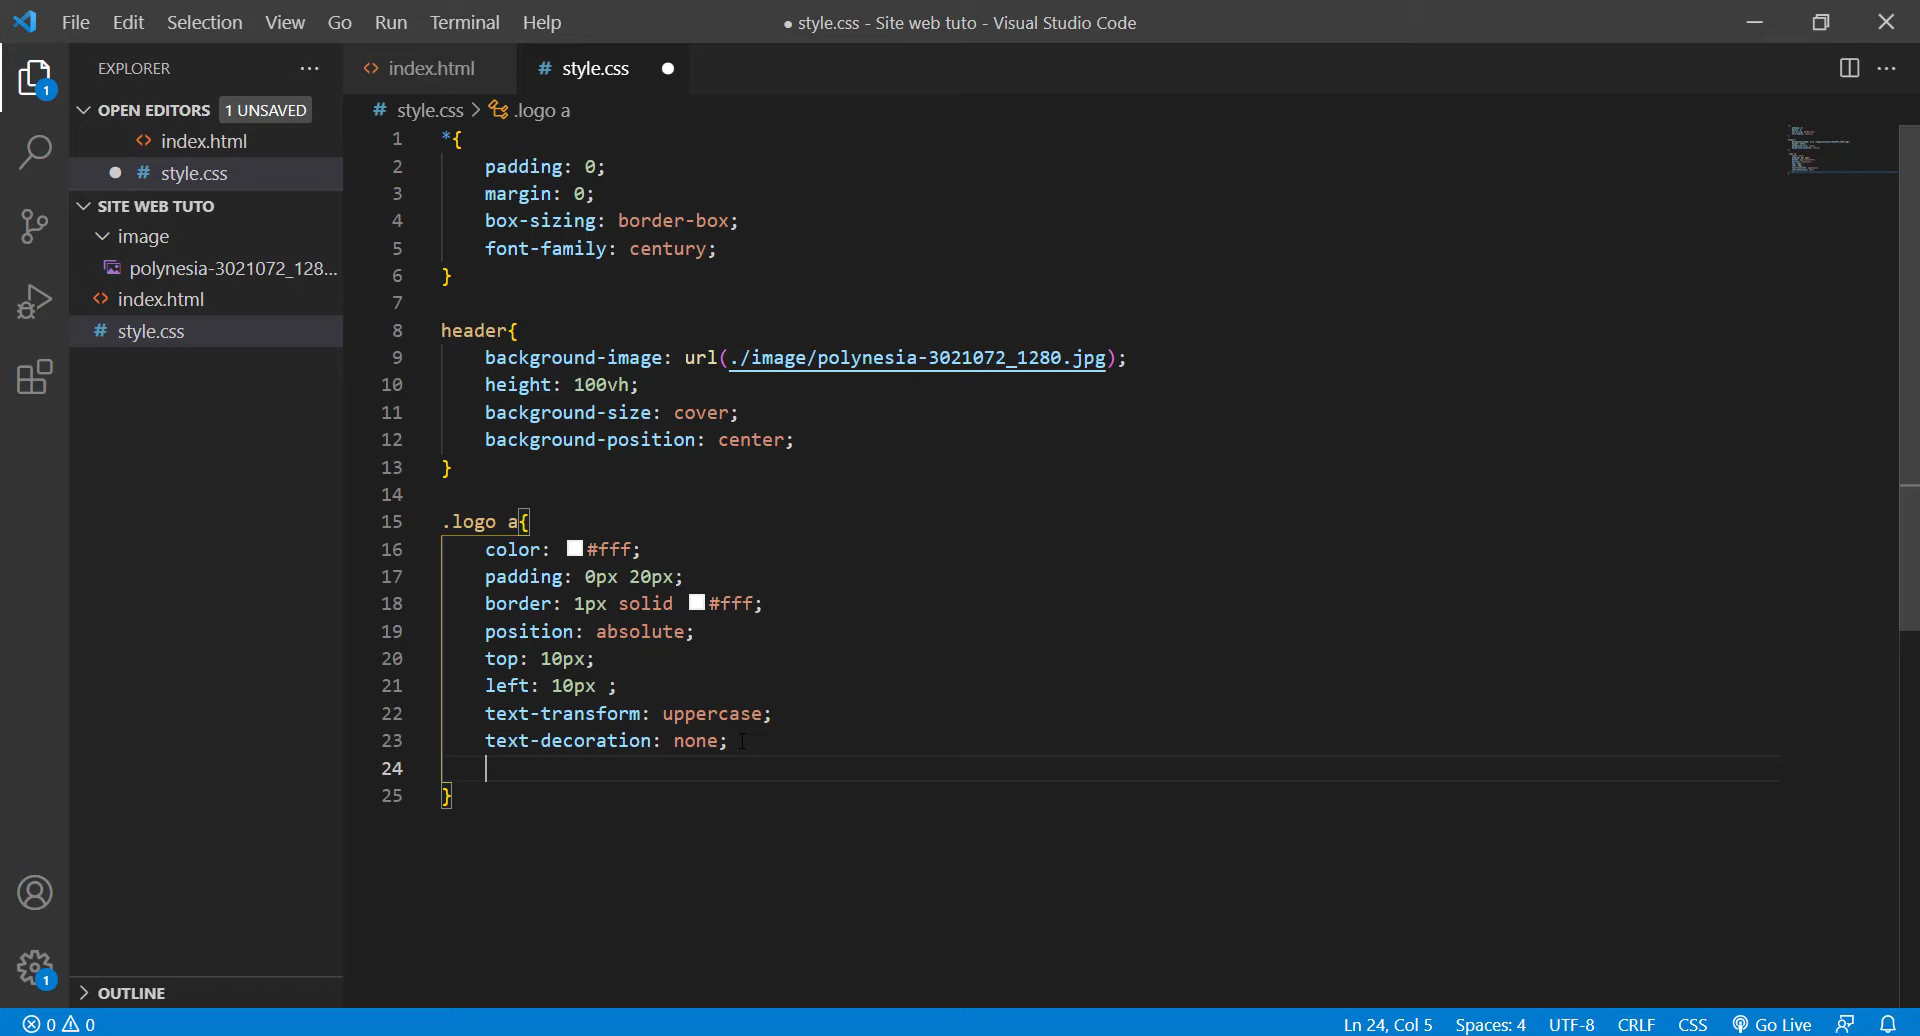 File Edit Selection View Go Run Terminal Help
● style.css - Site web tuto - Visual Studio Code
EXPLORER
OPEN EDITORS 1 UNSAVED
index.html
style.css
SITE WEB TUTO
image
polynesia-3021072_128...
index.html
style.css
OUTLINE
1
1
index.html
style.css
style.css > .logo a
1 *{
2 padding: 0;
3 margin: 0;
4 box-sizing: border-box;
5 font-family: century;
6 }
7
8 header{
9 background-image: url(./image/polynesia-3021072_1280.jpg);
10 height: 100vh;
11 background-size: cover;
12 background-position: center;
13 }
14
15 .logo a{
16 color: #fff;
17 padding: 0px 20px;
18 border: 1px solid #fff;
19 position: absolute;
20 top: 10px;
21 left: 10px ;
22 text-transform: uppercase;
23 text-decoration: none;
24
25 }
0 0
Ln 24, Col 5 Spaces: 4 UTF-8 CRLF CSS Go Live